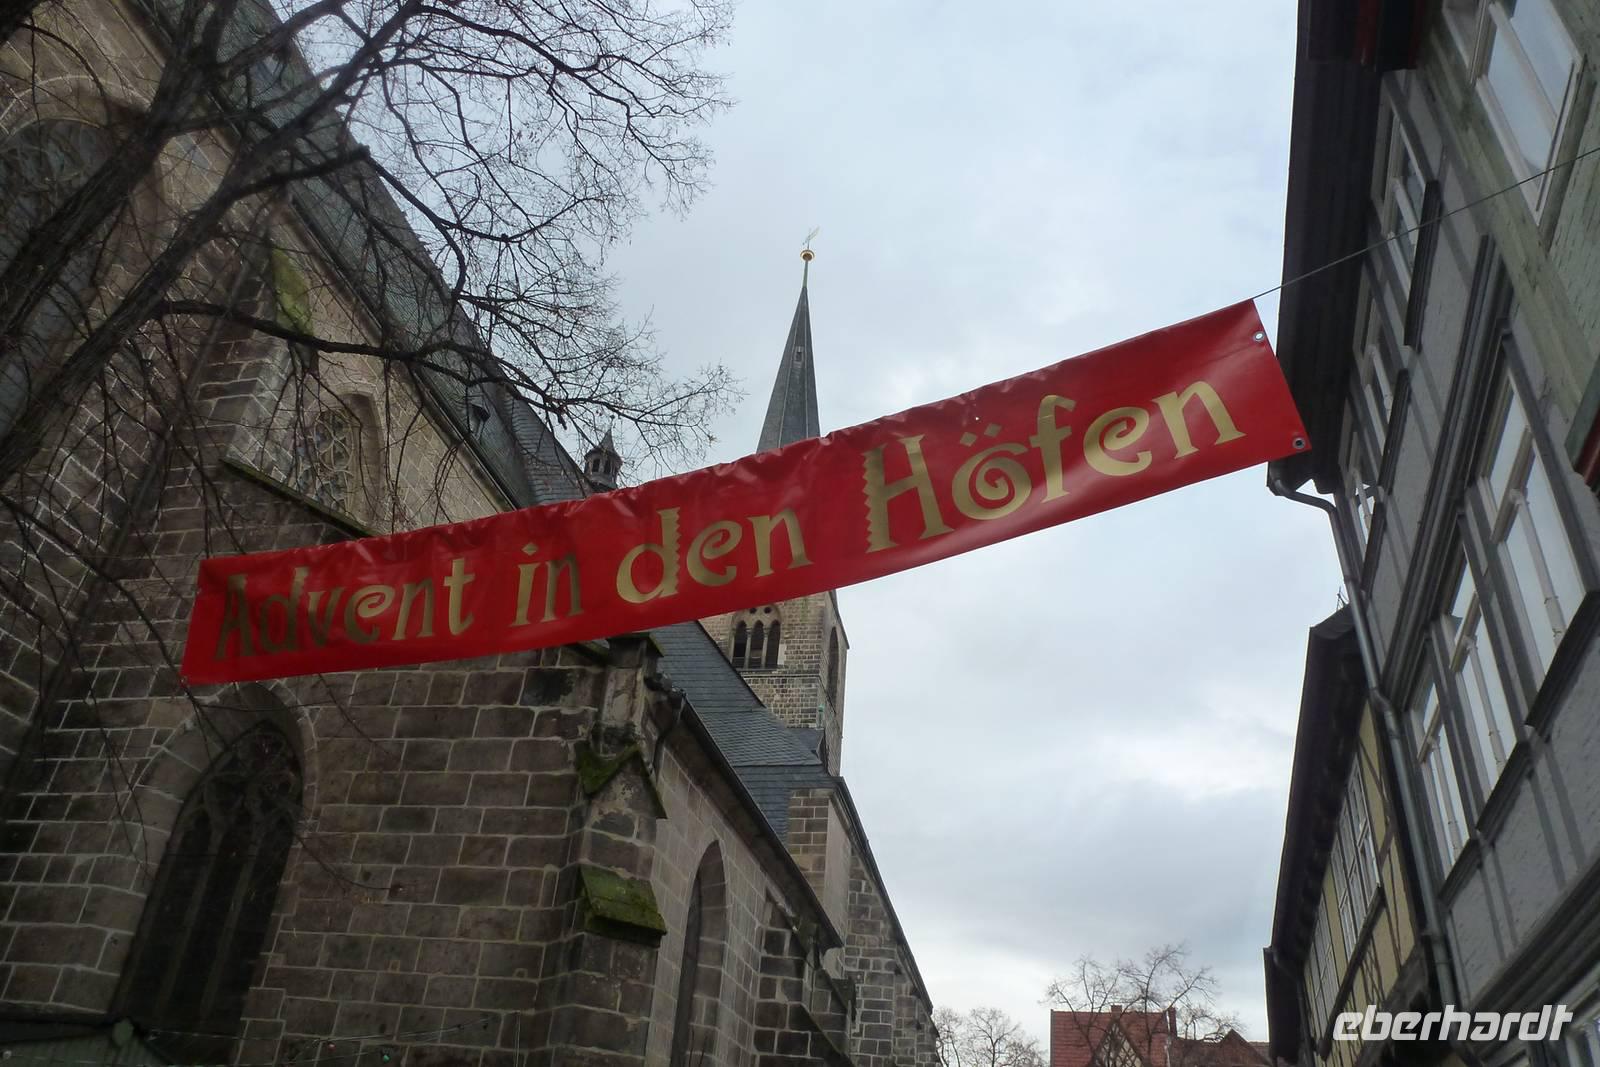 Advent in den Höfen
eberhardt